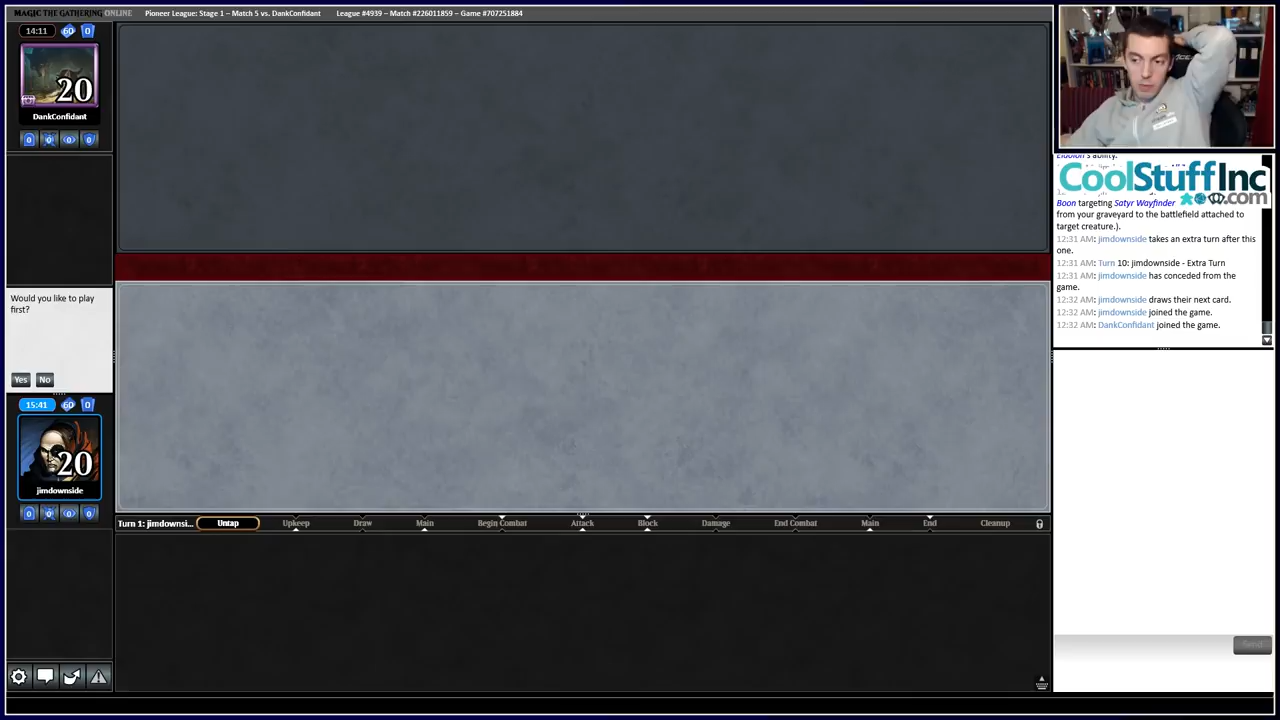 MAGIC: THE GATHERING ONLINE
Pioneer League: Stage 1 – Match 5 vs. DankConfidant
League #4939 – Match #226011859 – Game #707251884
14:11
60
0
20
DankConfidant
0
0
0
0
Would you like to play
first?
Yes
No
15:41
60
0
20
jimdownside
0
0
0
0
Turn 1: jimdownsi...
Untap
Upkeep
Draw
Main
Begin Combat
Attack
Block
Damage
End Combat
Main
End
Cleanup
CoolStuffInc
.com
Eidolon's ability.
Boon targeting Satyr Wayfinder
from your graveyard to the battlefield attached to
target creature.).
12:31 AM: jimdownside takes an extra turn after this
one.
12:31 AM: Turn 10: jimdownside - Extra Turn
12:31 AM: jimdownside has conceded from the
game.
12:32 AM: jimdownside draws their next card.
12:32 AM: jimdownside joined the game.
12:32 AM: DankConfidant joined the game.
Send